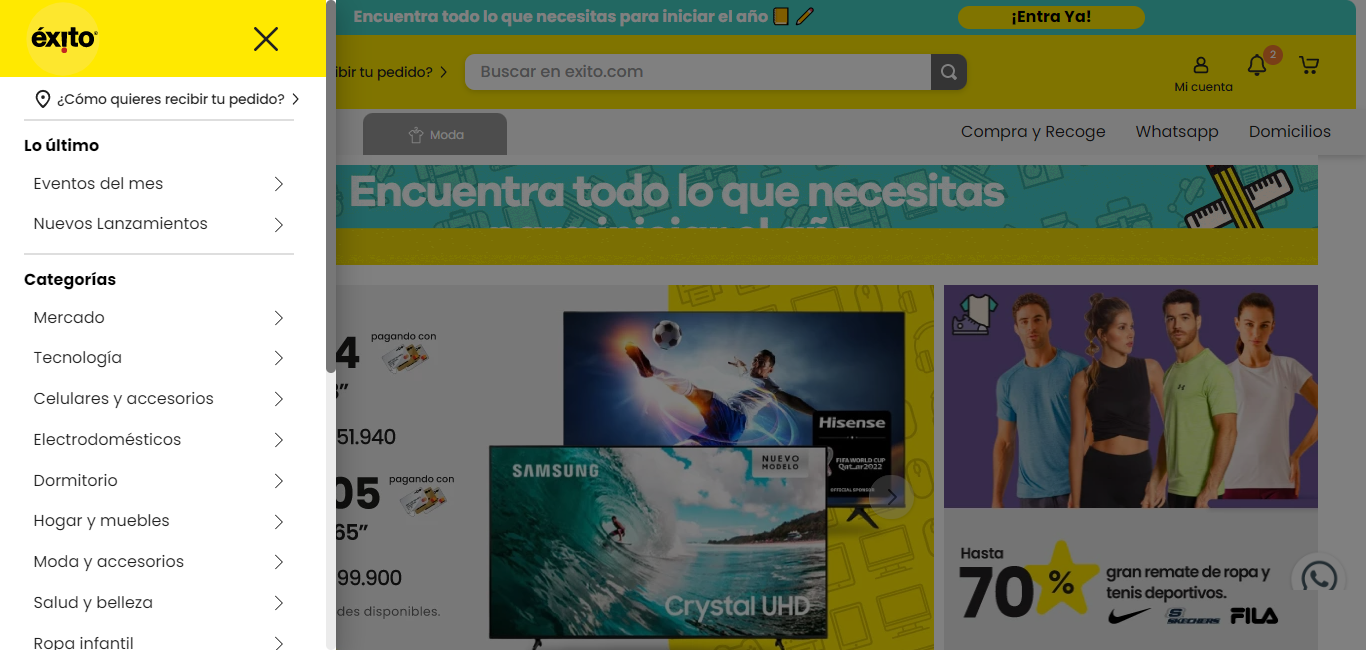 éxito
¿Cómo quieres recibir tu pedido?
Lo último
Eventos del mes
Nuevos Lanzamientos
Categorías
Mercado
Tecnología
Celulares y accesorios
Electrodomésticos
Dormitorio
Hogar y muebles
Moda y accesorios
Salud y belleza
Ropa infantil
Encuentra todo lo que necesitas para iniciar el año
¡Entra Ya!
ibir tu pedido?
Buscar en exito.com
2
Mi cuenta
Moda
Compra y Recoge
Whatsapp
Domicilios
Encuentra todo lo que necesitas
para iniciar el año
4
pagando con
51.940
05
pagando con
65”
99.900
des disponibles.
Hisense
FIFA WORLD CUP
Qatar2022
OFFICIAL SPONSOR
SAMSUNG
NUEVO
MODELO
Crystal UHD
Hasta
70 %
gran remate de ropa y
tenis deportivos.
SKECHERS
FILA